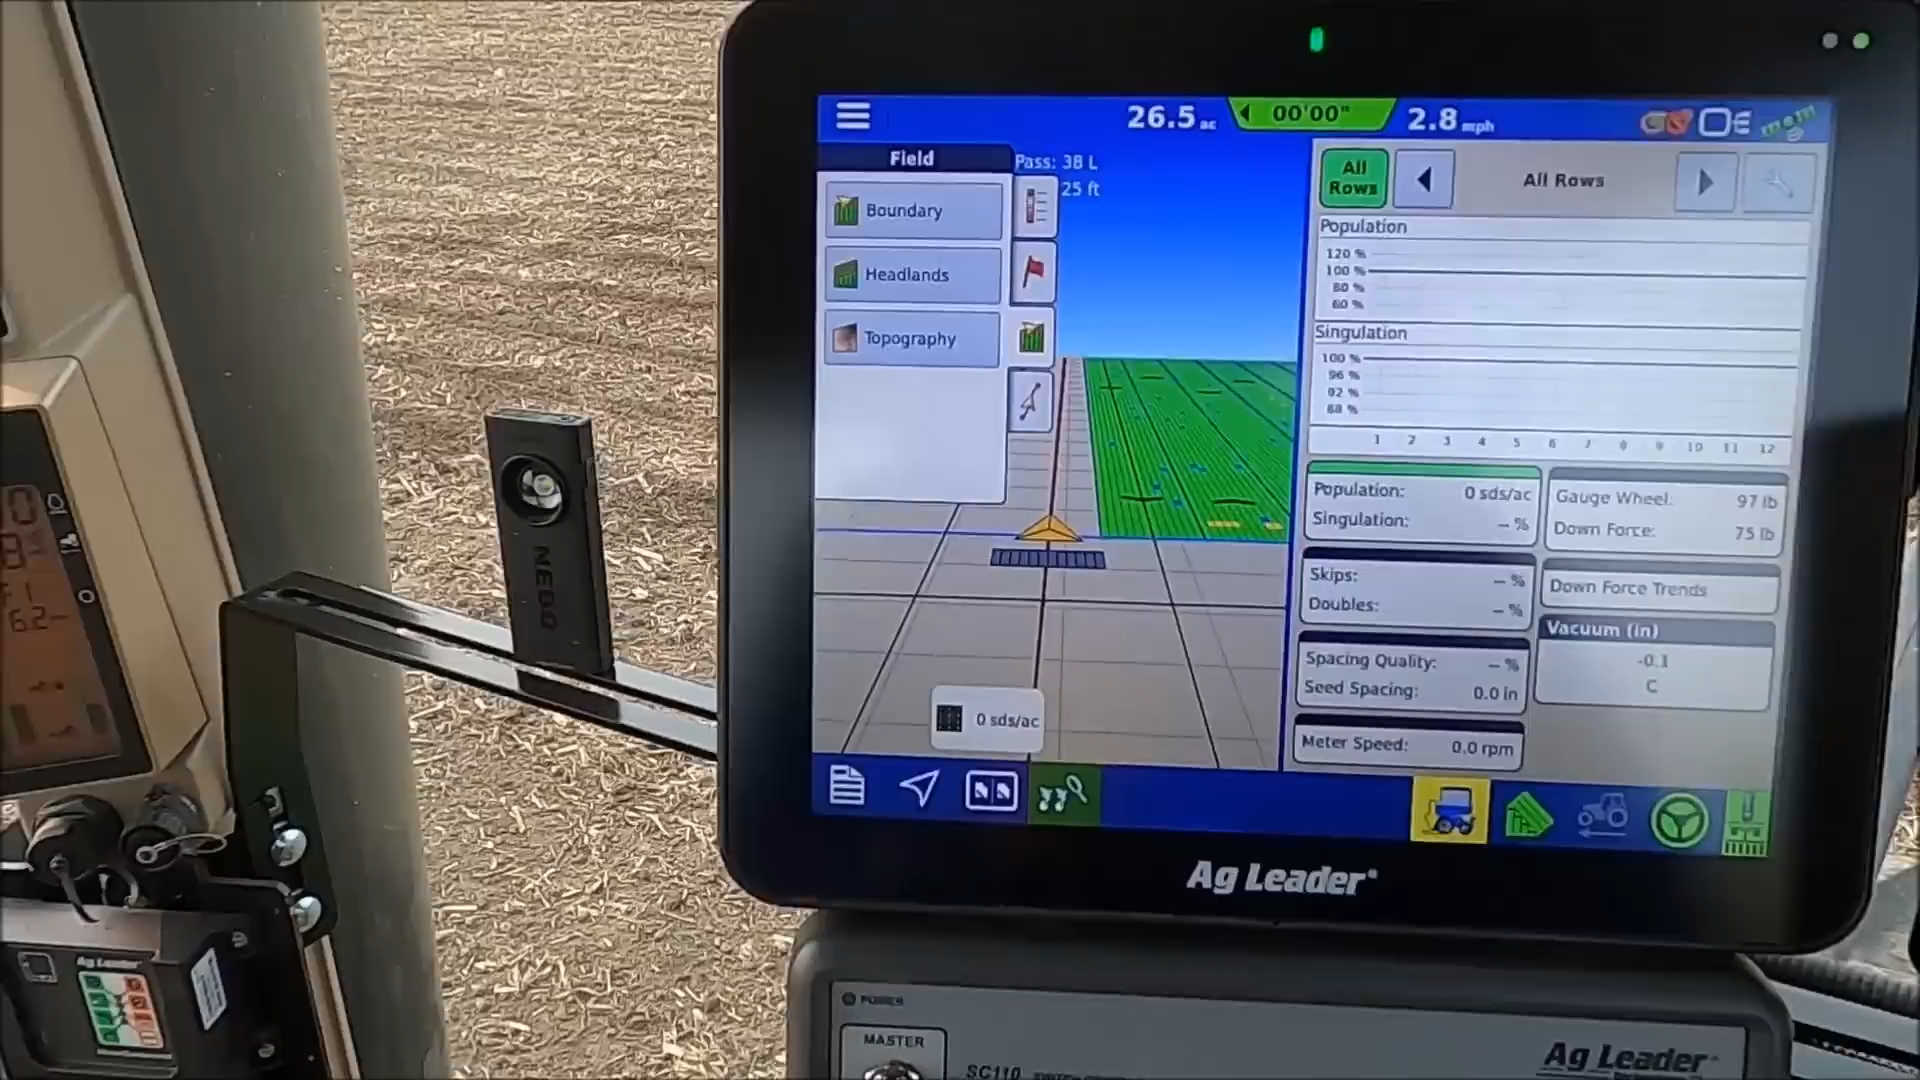 26.5 ac
00'00"
2.8 mph
Field
Pass: 38 L
25 ft
Boundary
Headlands
Topography
0 sds/ac
All Rows
All Rows
Population
120 %
100 %
80 %
60 %
Singulation
100 %
96 %
92 %
88 %
1 2 3 4 5 6 7 8 9 10 11 12
Population: 0 sds/ac
Singulation: -- %
Gauge Wheel: 97 lb
Down Force: 75 lb
Skips: -- %
Doubles: -- %
Down Force Trends
Vacuum (in)
-0.1
C
Spacing Quality: -- %
Seed Spacing: 0.0 in
Meter Speed: 0.0 rpm
Ag Leader
NEBO
Ag Leader
POWER
MASTER
SC110
Ag Leader